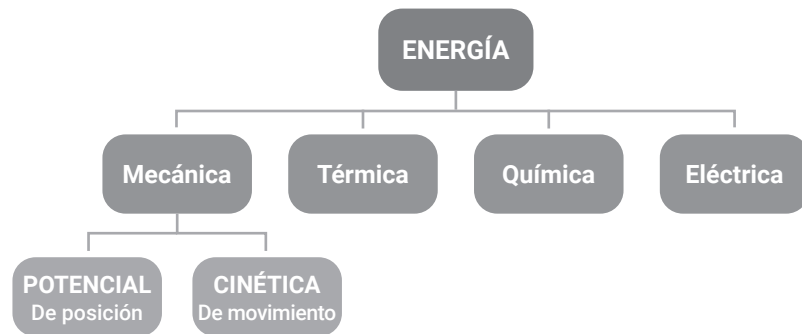 ENERGÍA
Mecánica
Térmica
Química
Eléctrica
POTENCIAL
De posición
CINÉTICA
De movimiento